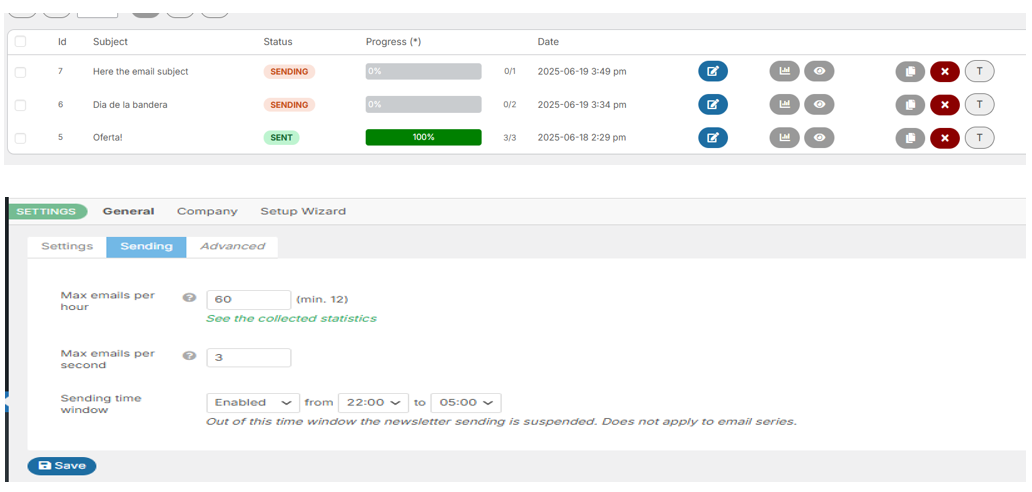 Id Subject Status Progress (*) Date
7 Here the email subject SENDING 0% 0/1 2025-06-19 3:49 pm T
6 Dia de la bandera SENDING 0% 0/2 2025-06-19 3:34 pm T
5 Oferta! SENT 100% 3/3 2025-06-18 2:29 pm T
SETTINGS General Company Setup Wizard
Settings Sending Advanced
Max emails per hour ? 60 (min. 12)
See the collected statistics
Max emails per second ? 3
Sending time window Enabled from 22:00 to 05:00
Out of this time window the newsletter sending is suspended. Does not apply to email series.
Save